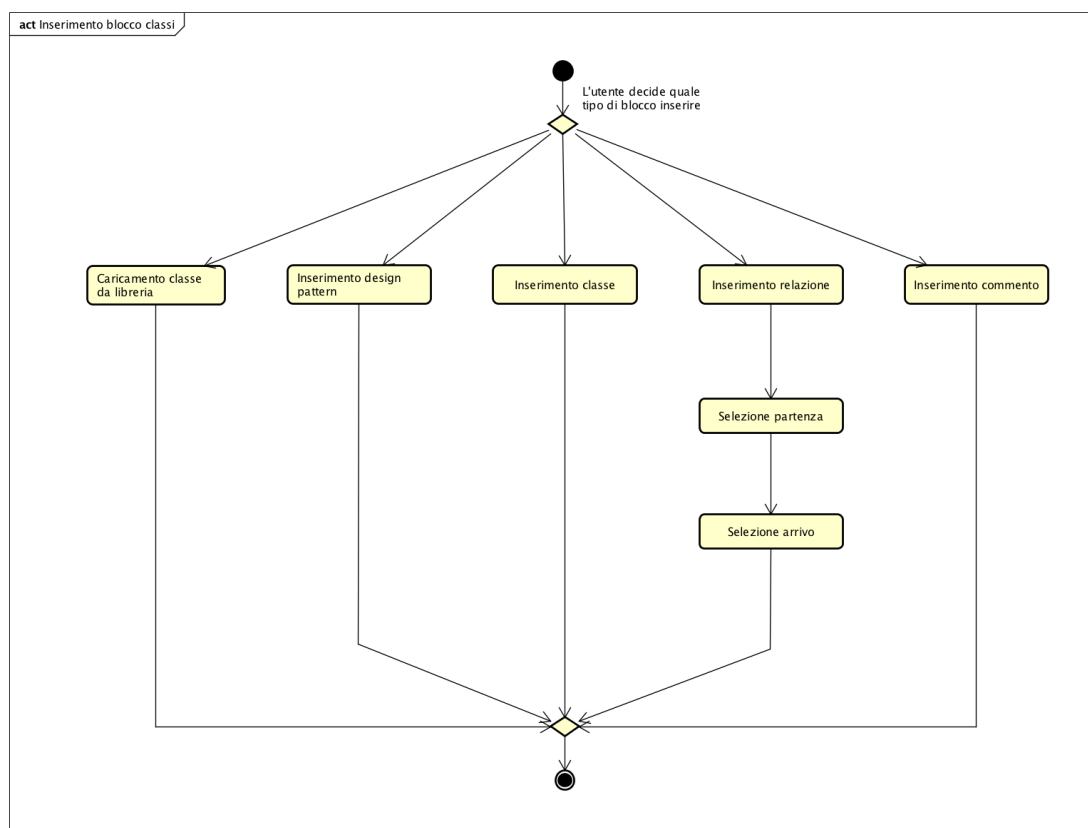 act Inserimento blocco classi
L'utente decide quale
tipo di blocco inserire
Caricamento classe
da libreria
Inserimento design
pattern
Inserimento classe
Inserimento relazione
Inserimento commento
Selezione partenza
Selezione arrivo